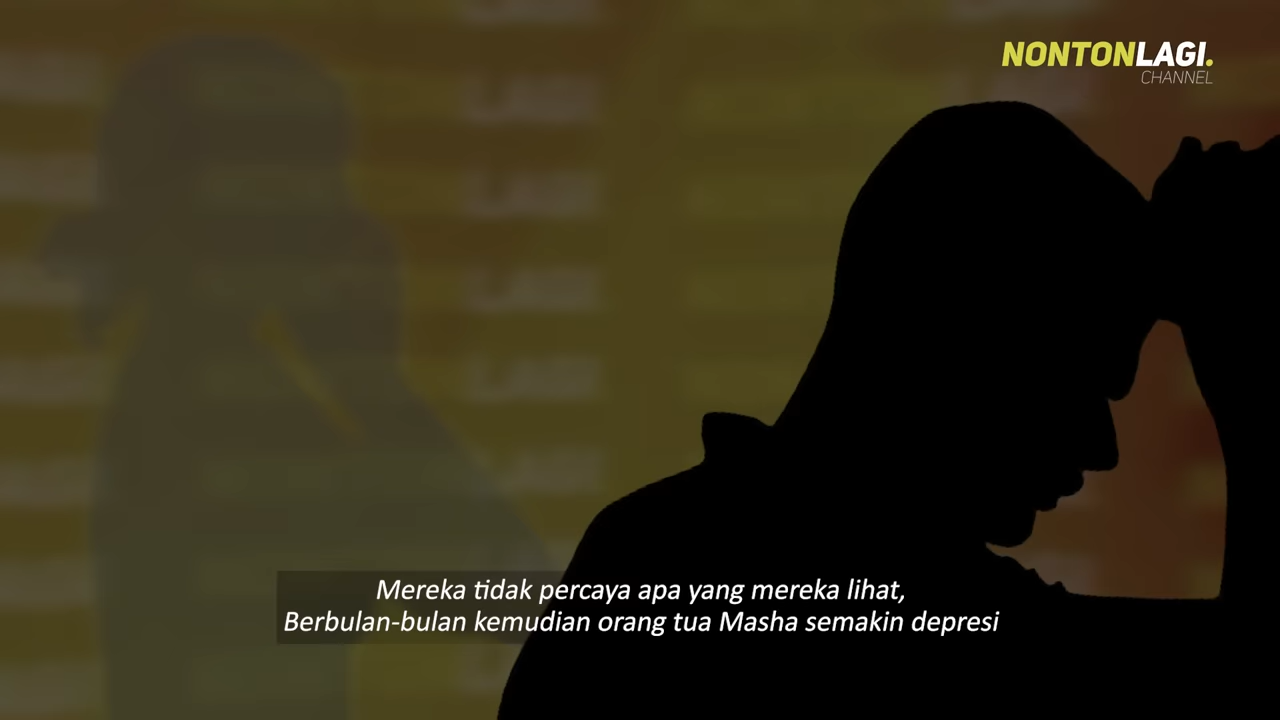 NONTONLAGI.
CHANNEL
Mereka tidak percaya apa yang mereka lihat,
Berbulan-bulan kemudian orang tua Masha semakin depresi